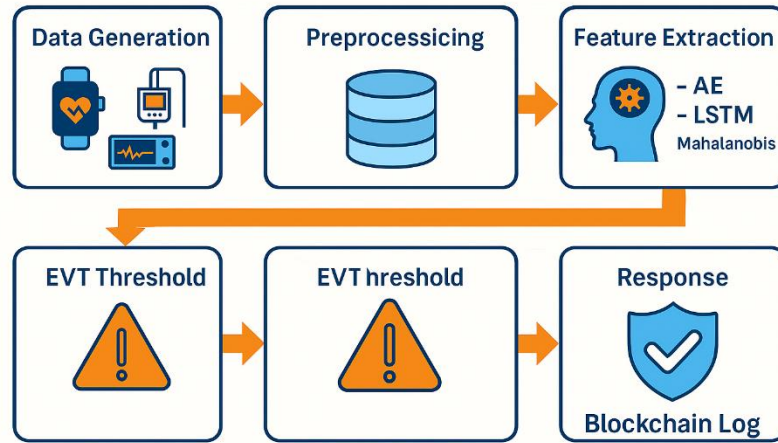 Data Generation
Preprocessicing
Feature Extraction
- AE
- LSTM
Mahalanobis
EVT Threshold
EVT hreshold
Response
Blockchain Log